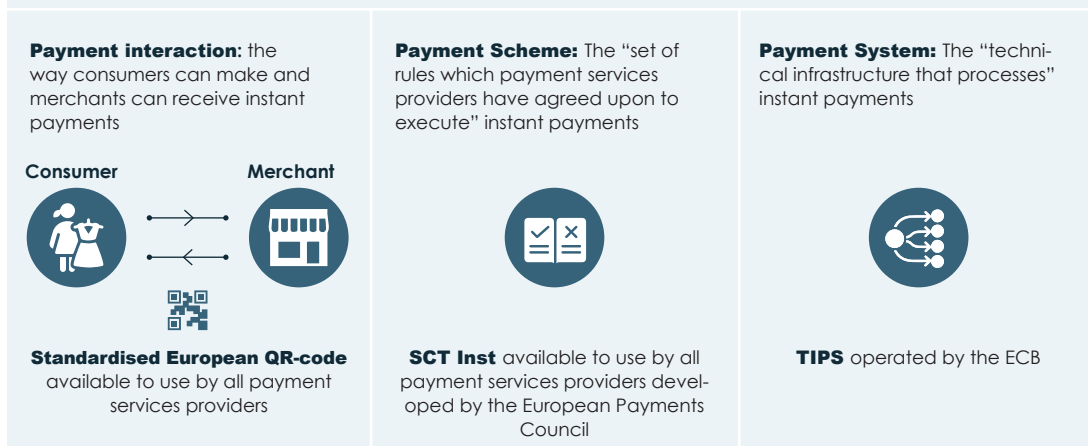 Payment interaction: the
way consumers can make and
merchants can receive instant
payments
Consumer
Merchant
Standardised European QR-code
available to use by all payment
services providers
Payment Scheme: The “set of
rules which payment services
providers have agreed upon to
execute” instant payments
SCT Inst available to use by all
payment services providers devel-
oped by the European Payments
Council
Payment System: The “techni-
cal infrastructure that processes”
instant payments
TIPS operated by the ECB